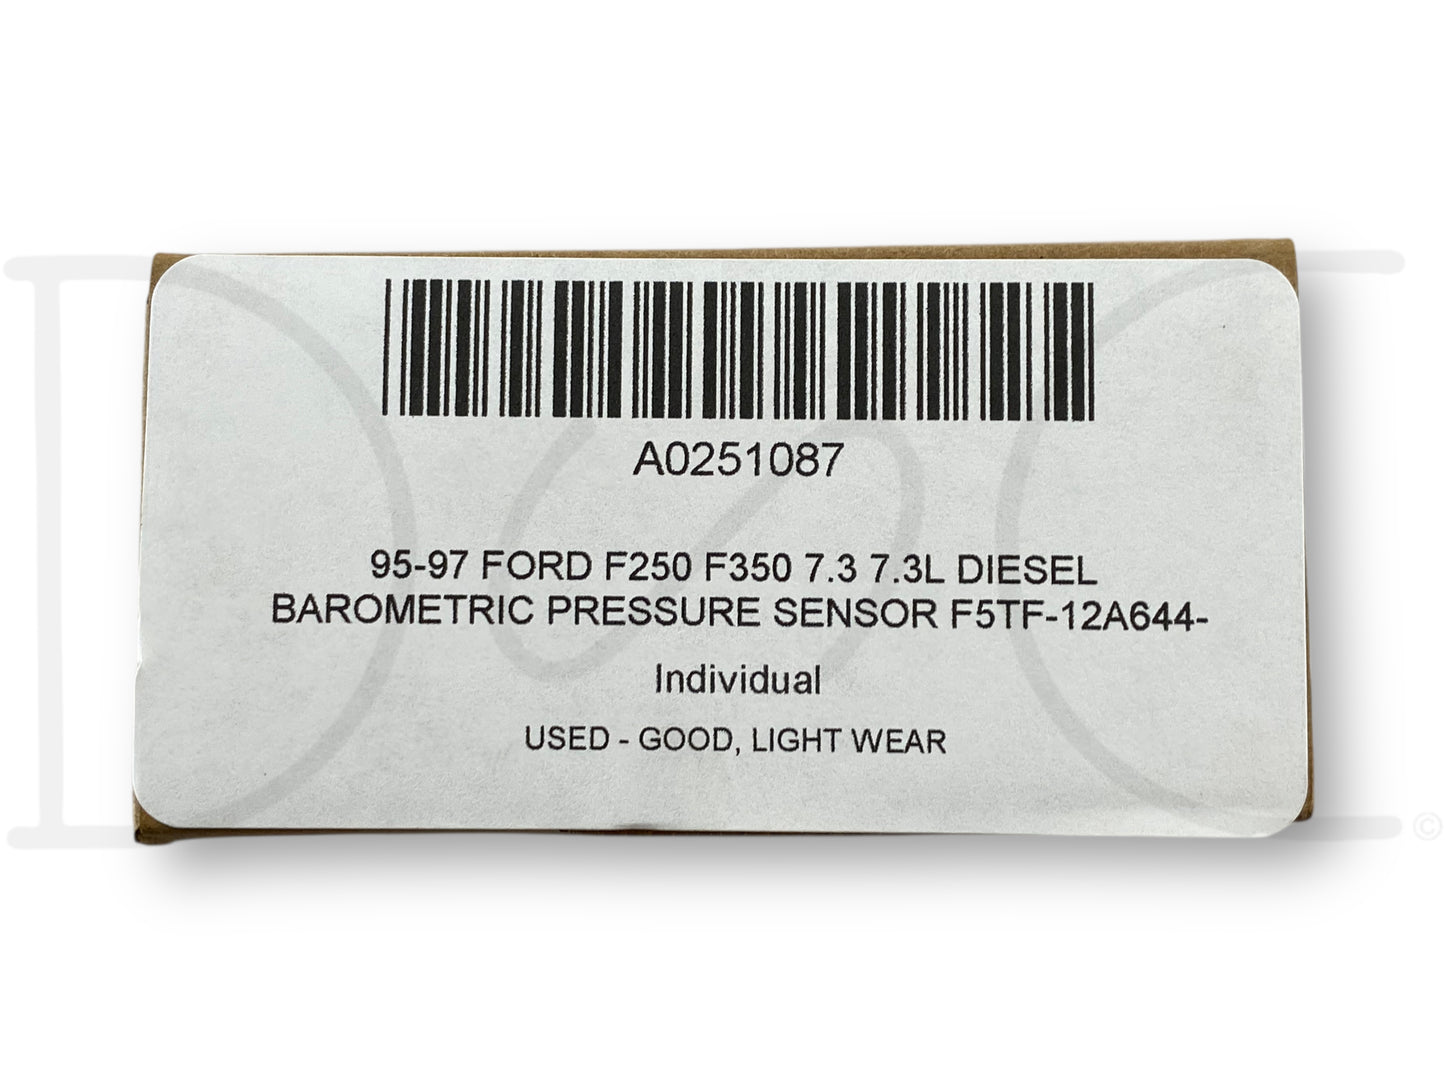 A0251087
95-97 FORD F250 F350 7.3 7.3L DIESEL
BAROMETRIC PRESSURE SENSOR F5TF-12A644-
Individual
USED - GOOD, LIGHT WEAR
©